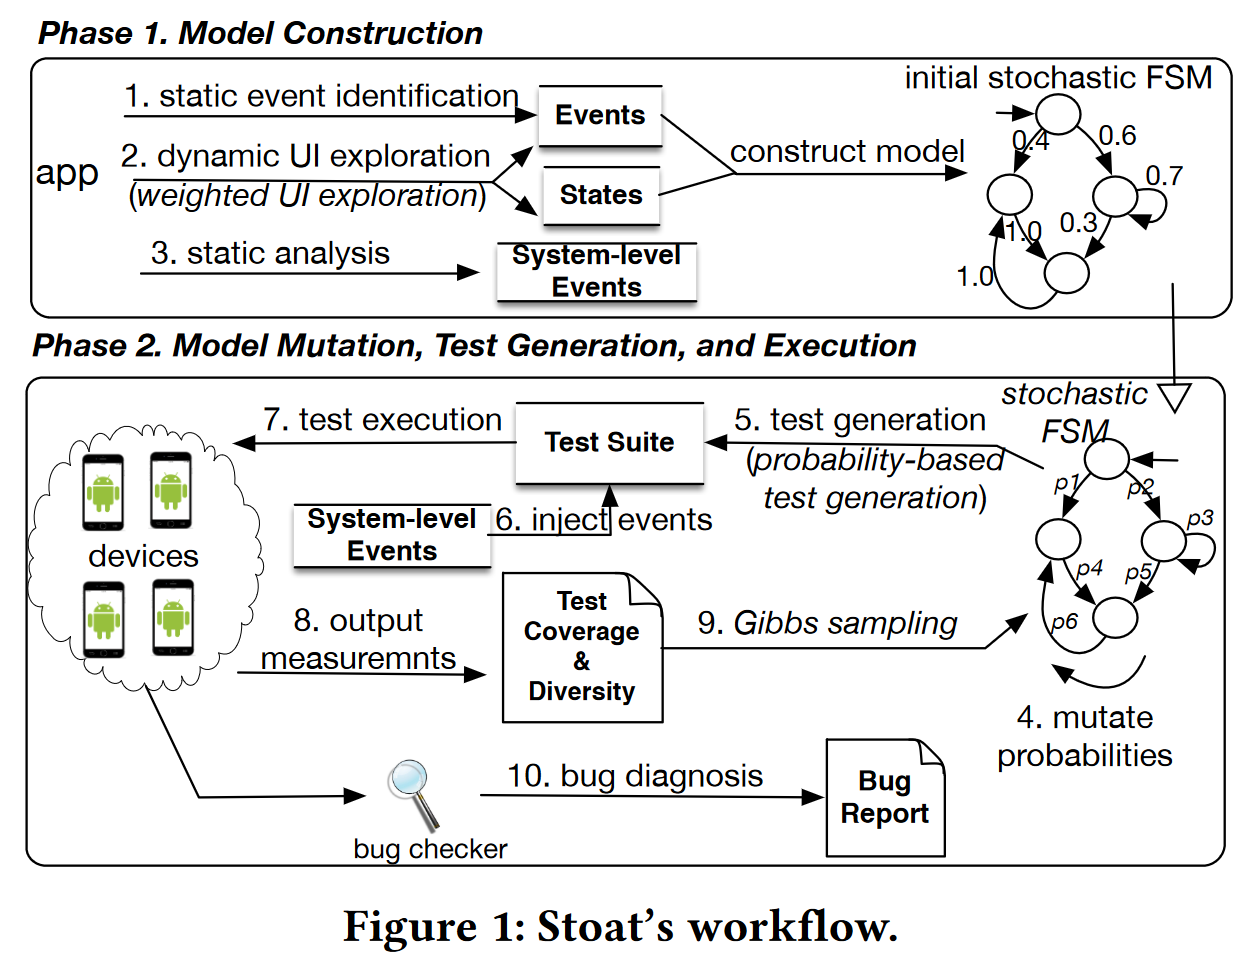 Phase 1. Model Construction
initial stochastic FSM
1. static event identification
Events
app
2. dynamic UI exploration
(weighted UI exploration)
States
construct model
3. static analysis
System-level
Events
0.4
0.6
0.7
1.0
0.3
1.0
Phase 2. Model Mutation, Test Generation, and Execution
stochastic
FSM
7. test execution
Test Suite
5. test generation
(probability-based
test generation)
System-level
Events
6. inject events
devices
p1
p2
p3
p4
p5
p6
8. output
measuremnts
Test
Coverage
&
Diversity
9. Gibbs sampling
4. mutate
probabilities
bug checker
10. bug diagnosis
Bug
Report
Figure 1: Stoat's workflow.